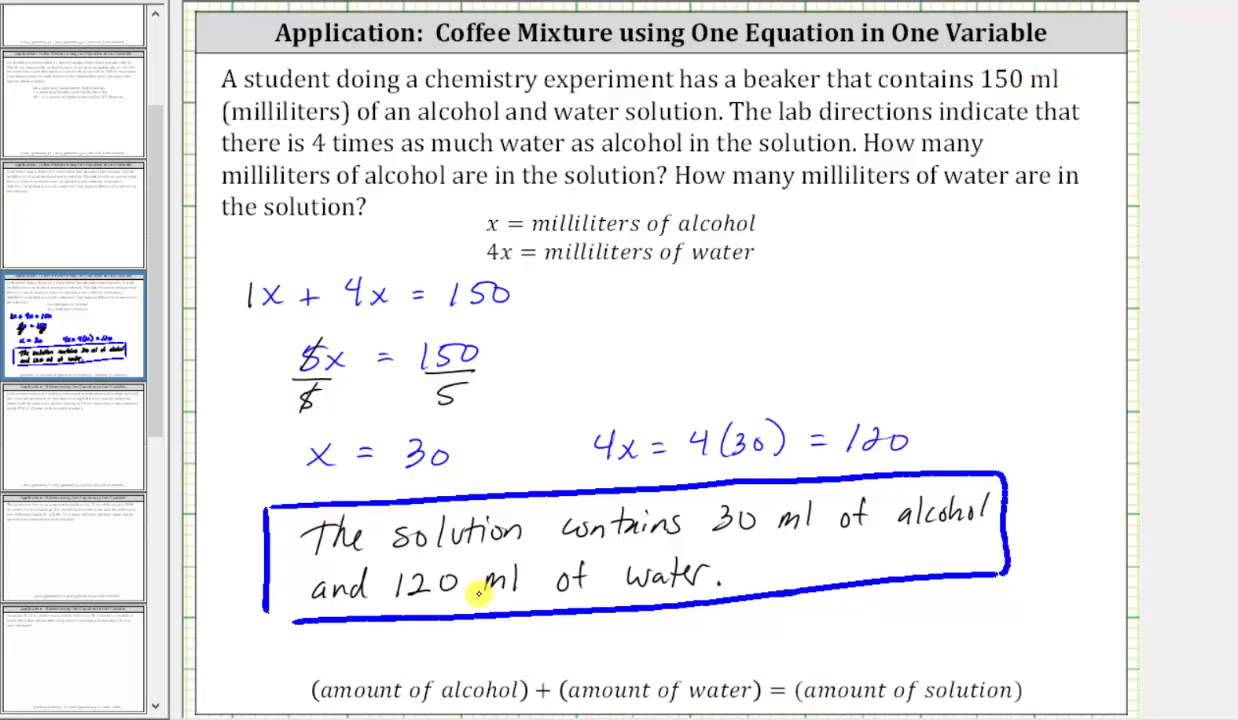 Application: Coffee Mixture using One Equation in One Variable
A student doing a chemistry experiment has a beaker that contains 150 ml
(milliliters) of an alcohol and water solution. The lab directions indicate that
there is 4 times as much water as alcohol in the solution. How many
milliliters of alcohol are in the solution? How many milliliters of water are in
the solution?
x = milliliters of alcohol
4x = milliliters of water
1x + 4x = 150
5x = 150
5 5
x = 30 4x = 4(30) = 120
The solution contains 30 ml of alcohol
and 120 ml of water.
(amount of alcohol) + (amount of water) = (amount of solution)